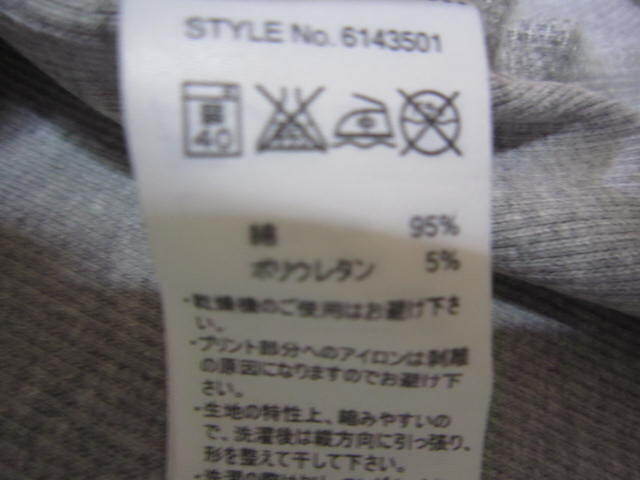 STYLE No. 6143501
弱
40
綿 95%
ポリウレタン 5%
・乾燥機のご使用はお避け下さ
い。
・プリント部分へのアイロンは剥離
の原因になりますのでお避け下
さい。
・生地の特性上、縮みやすいの
で、洗濯後は縦方向に引っ張り、
形を整えて干して下さい。